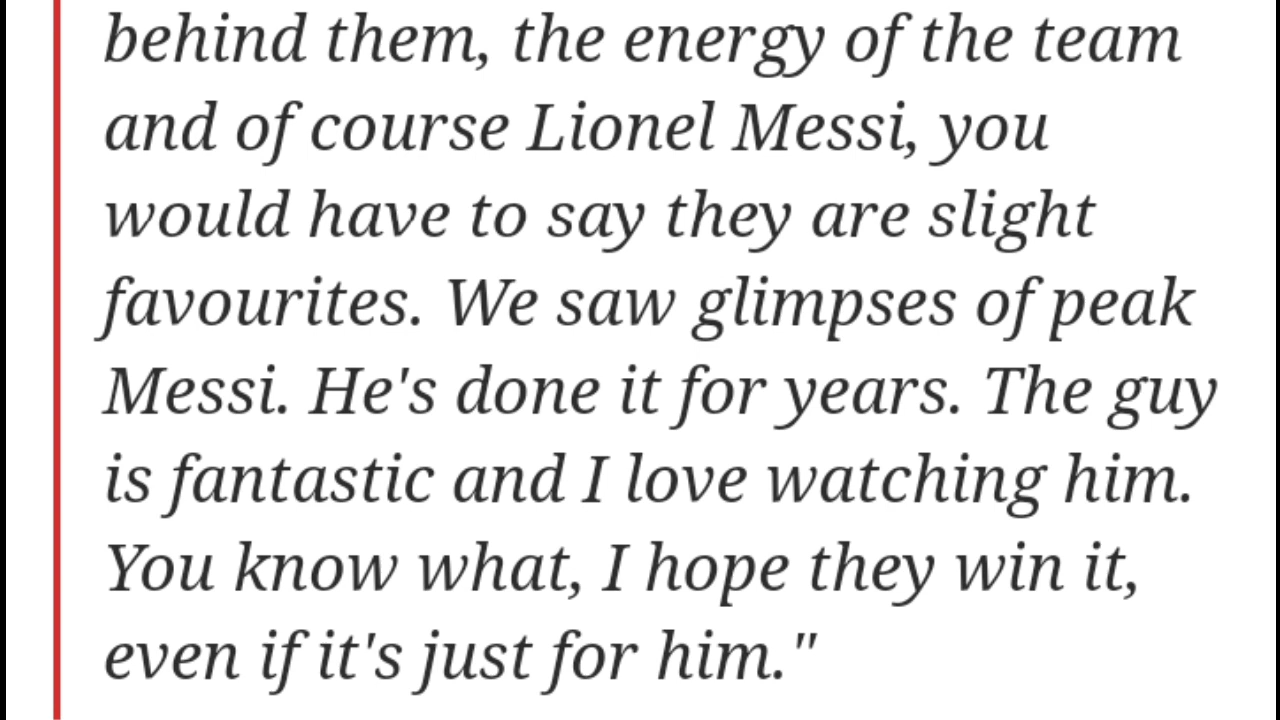 behind them, the energy of the team
and of course Lionel Messi, you
would have to say they are slight
favourites. We saw glimpses of peak
Messi. He's done it for years. The guy
is fantastic and I love watching him.
You know what, I hope they win it,
even if it's just for him."